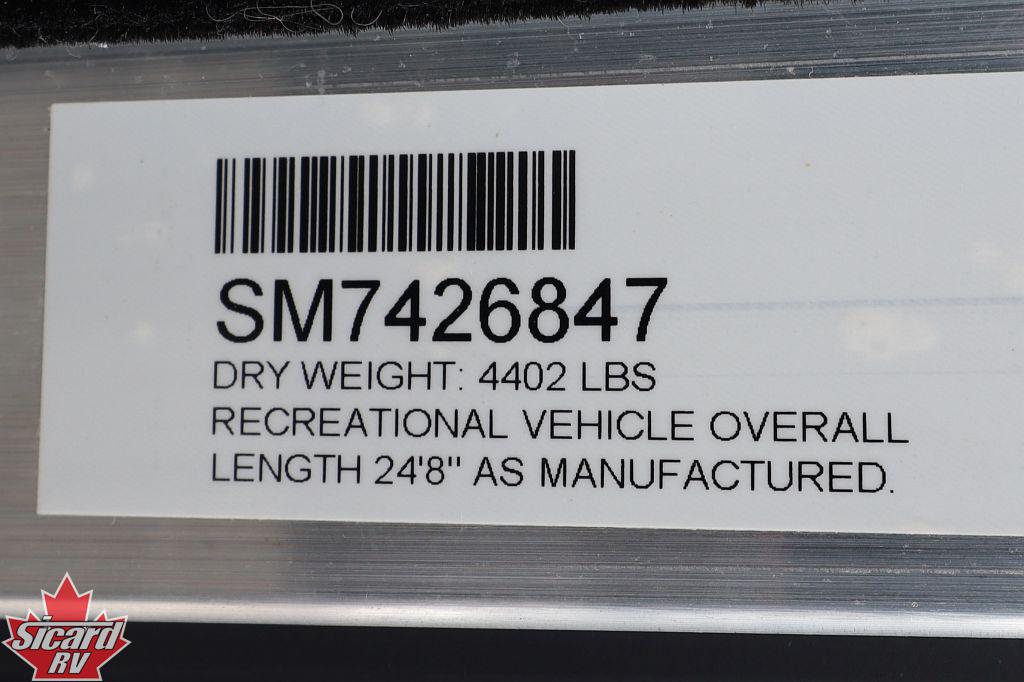 SM7426847
DRY WEIGHT: 4402 LBS
RECREATIONAL VEHICLE OVERALL
LENGTH 24'8" AS MANUFACTURED.
Sicard
RV